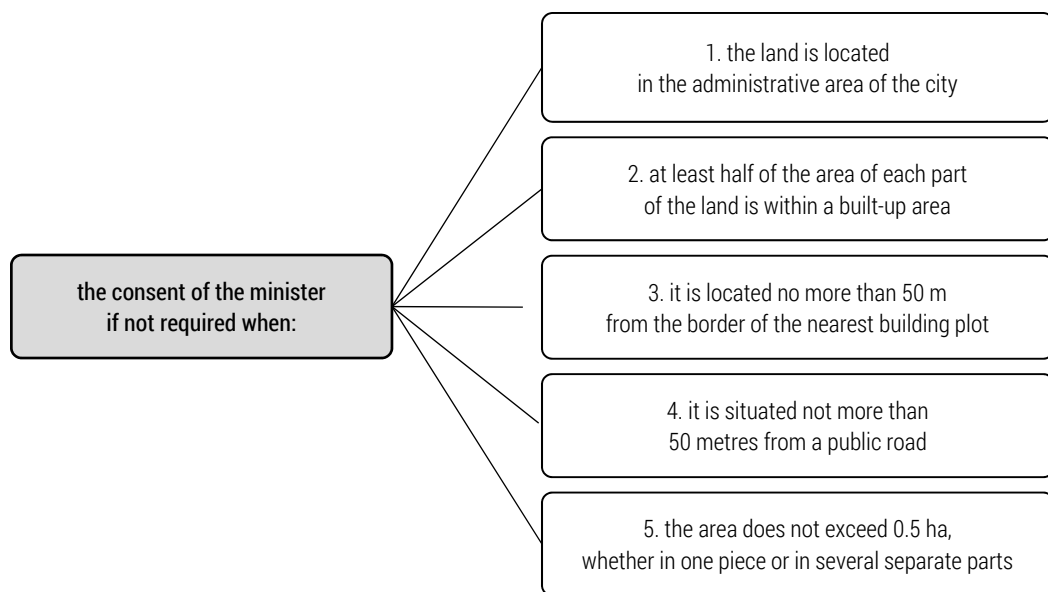 1. the land is located
in the administrative area of the city
2. at least half of the area of each part
of the land is within a built-up area
the consent of the minister
if not required when:
3. it is located no more than 50 m
from the border of the nearest building plot
4. it is situated not more than
50 metres from a public road
5. the area does not exceed 0.5 ha,
whether in one piece or in several separate parts